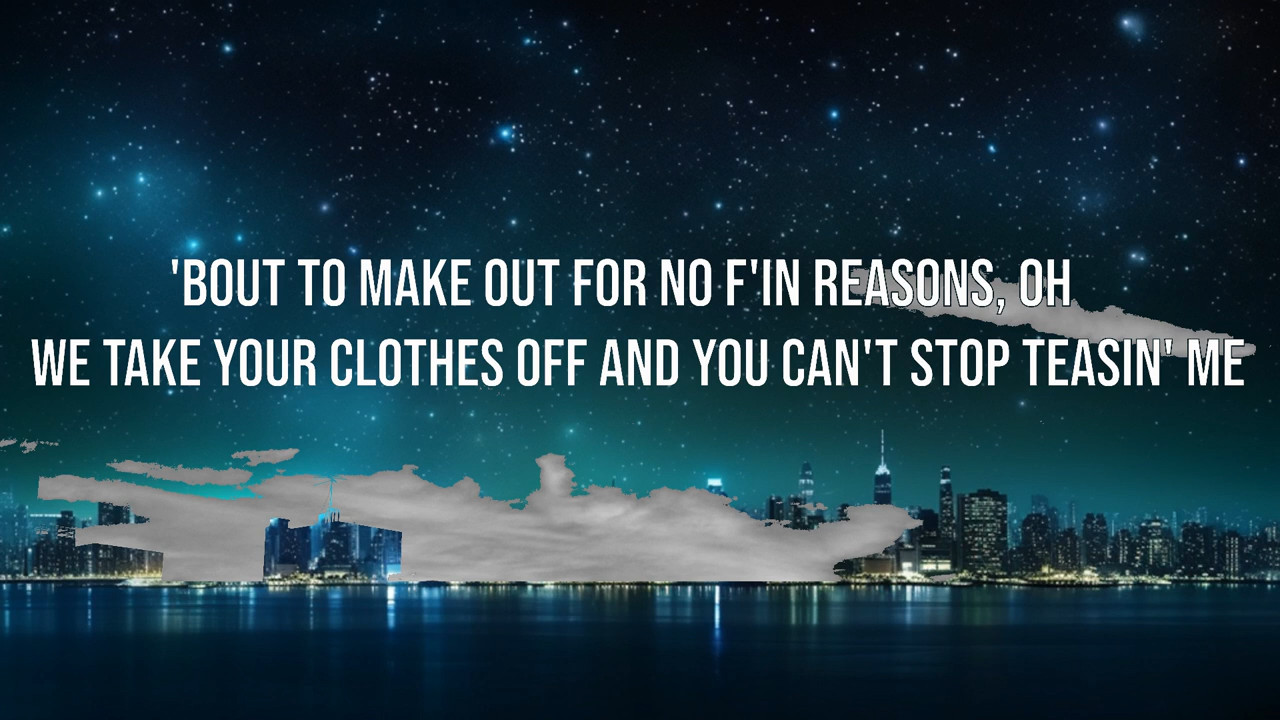 'BOUT TO MAKE OUT FOR NO F'IN REASONS, OH
WE TAKE YOUR CLOTHES OFF AND YOU CAN'T STOP TEASIN' ME